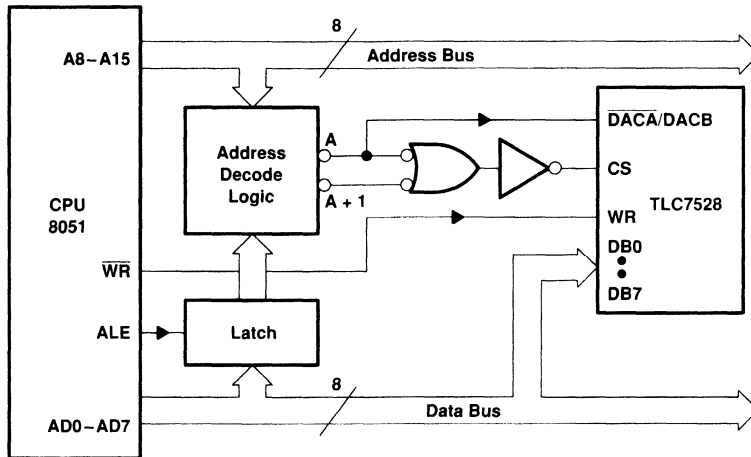 8
A8~A15
Address Bus
DACA/DACB
A
Address
Decode
Logic
CS
CPU
8051
TLC7528
A + 1
WR
WR
DB0
DB7
ALE
Latch
8
Data Bus
AD0~AD7